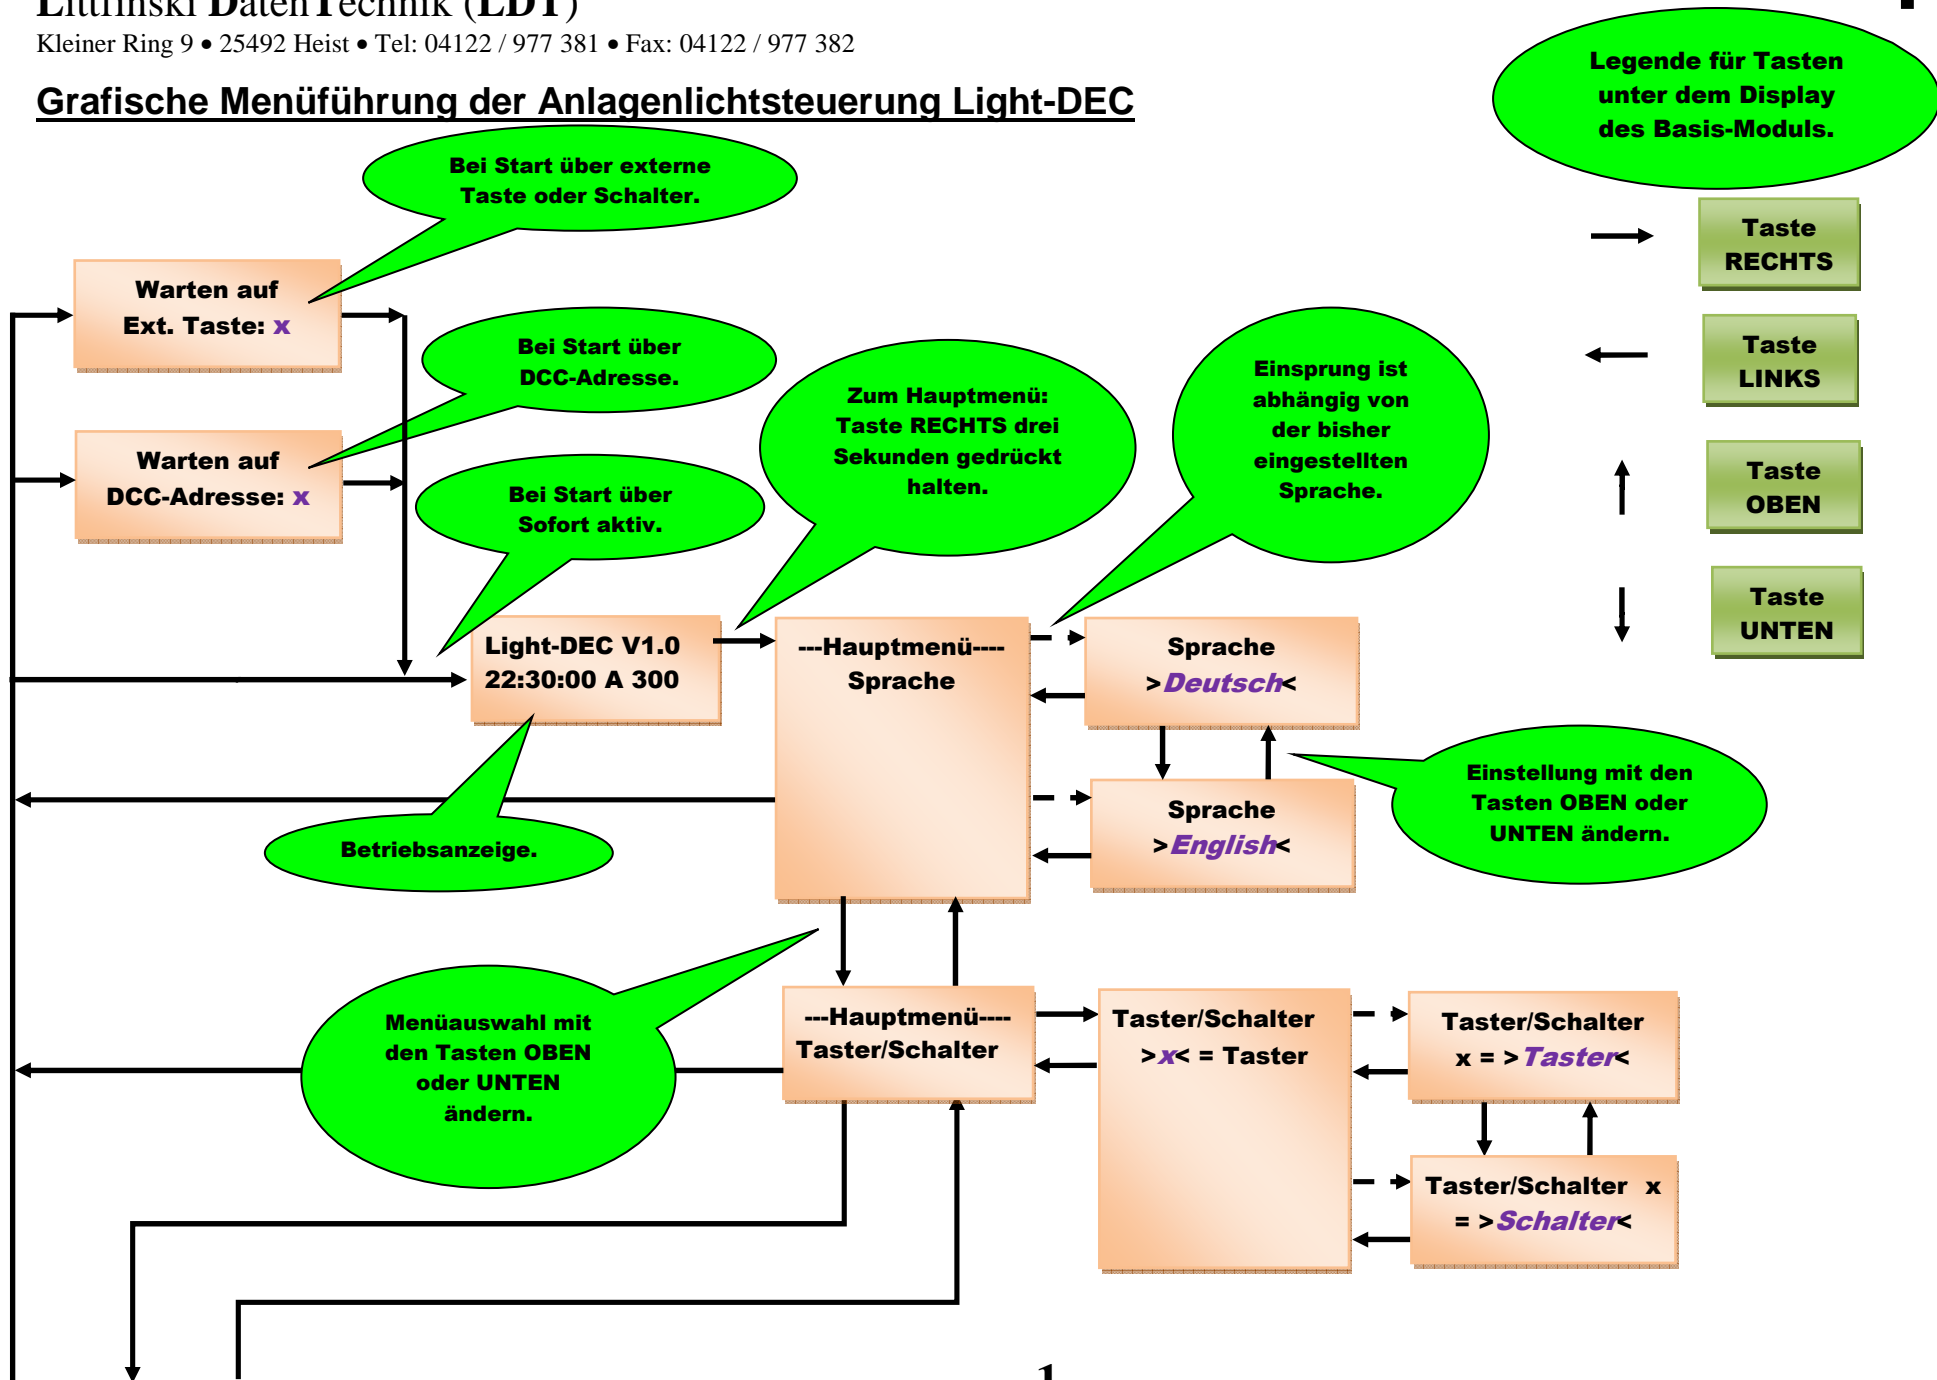 Littfinski DatenTechnik (LDT)
Kleiner Ring 9 • 25492 Heist • Tel: 04122 / 977 381 • Fax: 04122 / 977 382
Grafische Menüführung der Anlagenlichtsteuerung Light-DEC
Legende für Tasten
unter dem Display
des Basis-Moduls.
Bei Start über externe
Taste oder Schalter.
Taste
RECHTS
Warten auf
Ext. Taste: x
Bei Start über
DCC-Adresse.
Taste
LINKS
Zum Hauptmenü:
Taste RECHTS drei
Sekunden gedrückt
halten.
Einsprung ist
abhängig von
der bisher
eingestellten
Sprache.
Warten auf
DCC-Adresse: x
Bei Start über
Sofort aktiv.
Taste
OBEN
Taste
UNTEN
Light-DEC V1.0
22:30:00 A 300
---Hauptmenü----
Sprache
Sprache
>Deutsch<
Betriebsanzeige.
Sprache
>English<
Einstellung mit den
Tasten OBEN oder
UNTEN ändern.
Menüauswahl mit
den Tasten OBEN
oder UNTEN
ändern.
---Hauptmenü----
Taster/Schalter
Taster/Schalter
>x< = Taster
Taster/Schalter
x = >Taster<
Taster/Schalter x
= >Schalter<
1